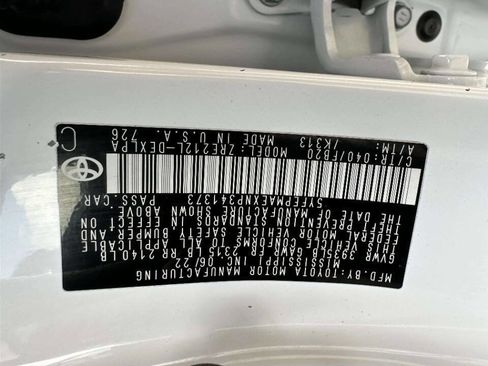 MFD. BY: TOYOTA MOTOR MANUFACTURING
MISSISSIPPI INC 06/22
GVWR 3935LB GAWR FR 2315LB RR 2140LB
THIS VEHICLE CONFORMS TO ALL APPLICABLE
FEDERAL MOTOR VEHICLE SAFETY, BUMPER, AND
THEFT PREVENTION STANDARDS IN EFFECT ON
THE DATE OF MANUFACTURE SHOWN ABOVE.
5YFEPMAEXNP341373 PASS. CAR
C/TR: 040/FB20 MODEL: ZRE212L-DEXLPA
A/TM: /K313 MADE IN U.S.A. 726
C